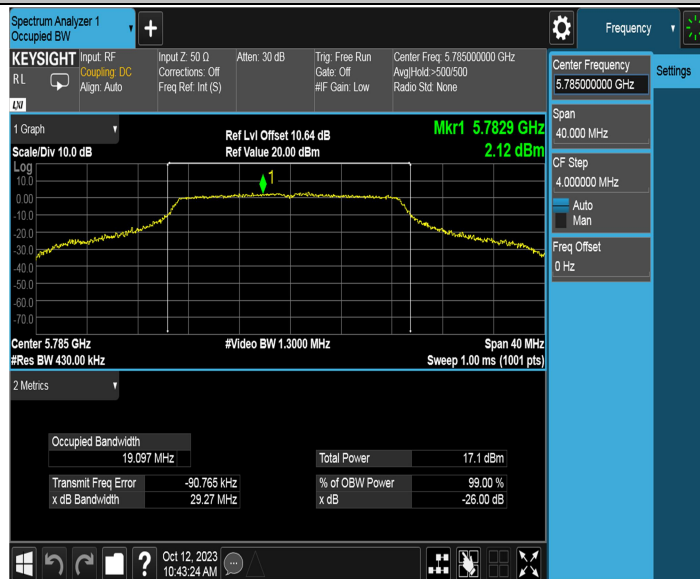 Spectrum Analyzer 1
Occupied BW
+
Frequency
KEYSIGHT
RL
LXI
Input: RF
Coupling: DC
Align: Auto
Input Z: 50 Ω
Corrections: Off
Freq Ref: Int (S)
Atten: 30 dB
Trig: Free Run
Gate: Off
#IF Gain: Low
Center Freq: 5.785000000 GHz
Avg|Hold:>500/500
Radio Std: None
Center Frequency
5.785000000 GHz
Settings
Span
40.000 MHz
CF Step
4.000000 MHz
Auto
Man
Freq Offset
0 Hz
1 Graph
Scale/Div 10.0 dB
Ref Lvl Offset 10.64 dB
Ref Value 20.00 dBm
Mkr1 5.7829 GHz
2.12 dBm
Log
10.0
0.00
-10.0
-20.0
-30.0
-40.0
-50.0
-60.0
-70.0
1
Center 5.785 GHz
#Video BW 1.3000 MHz
Span 40 MHz
#Res BW 430.00 kHz
Sweep 1.00 ms (1001 pts)
2 Metrics
Occupied Bandwidth
19.097 MHz
Total Power 17.1 dBm
Transmit Freq Error -90.765 kHz
% of OBW Power 99.00 %
x dB Bandwidth 29.27 MHz
x dB -26.00 dB
?
Oct 12, 2023
10:43:24 AM